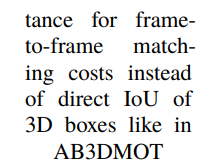 tance for frame-
to-frame match-
ing costs instead
of direct IoU of
3D boxes like in
AB3DMOT